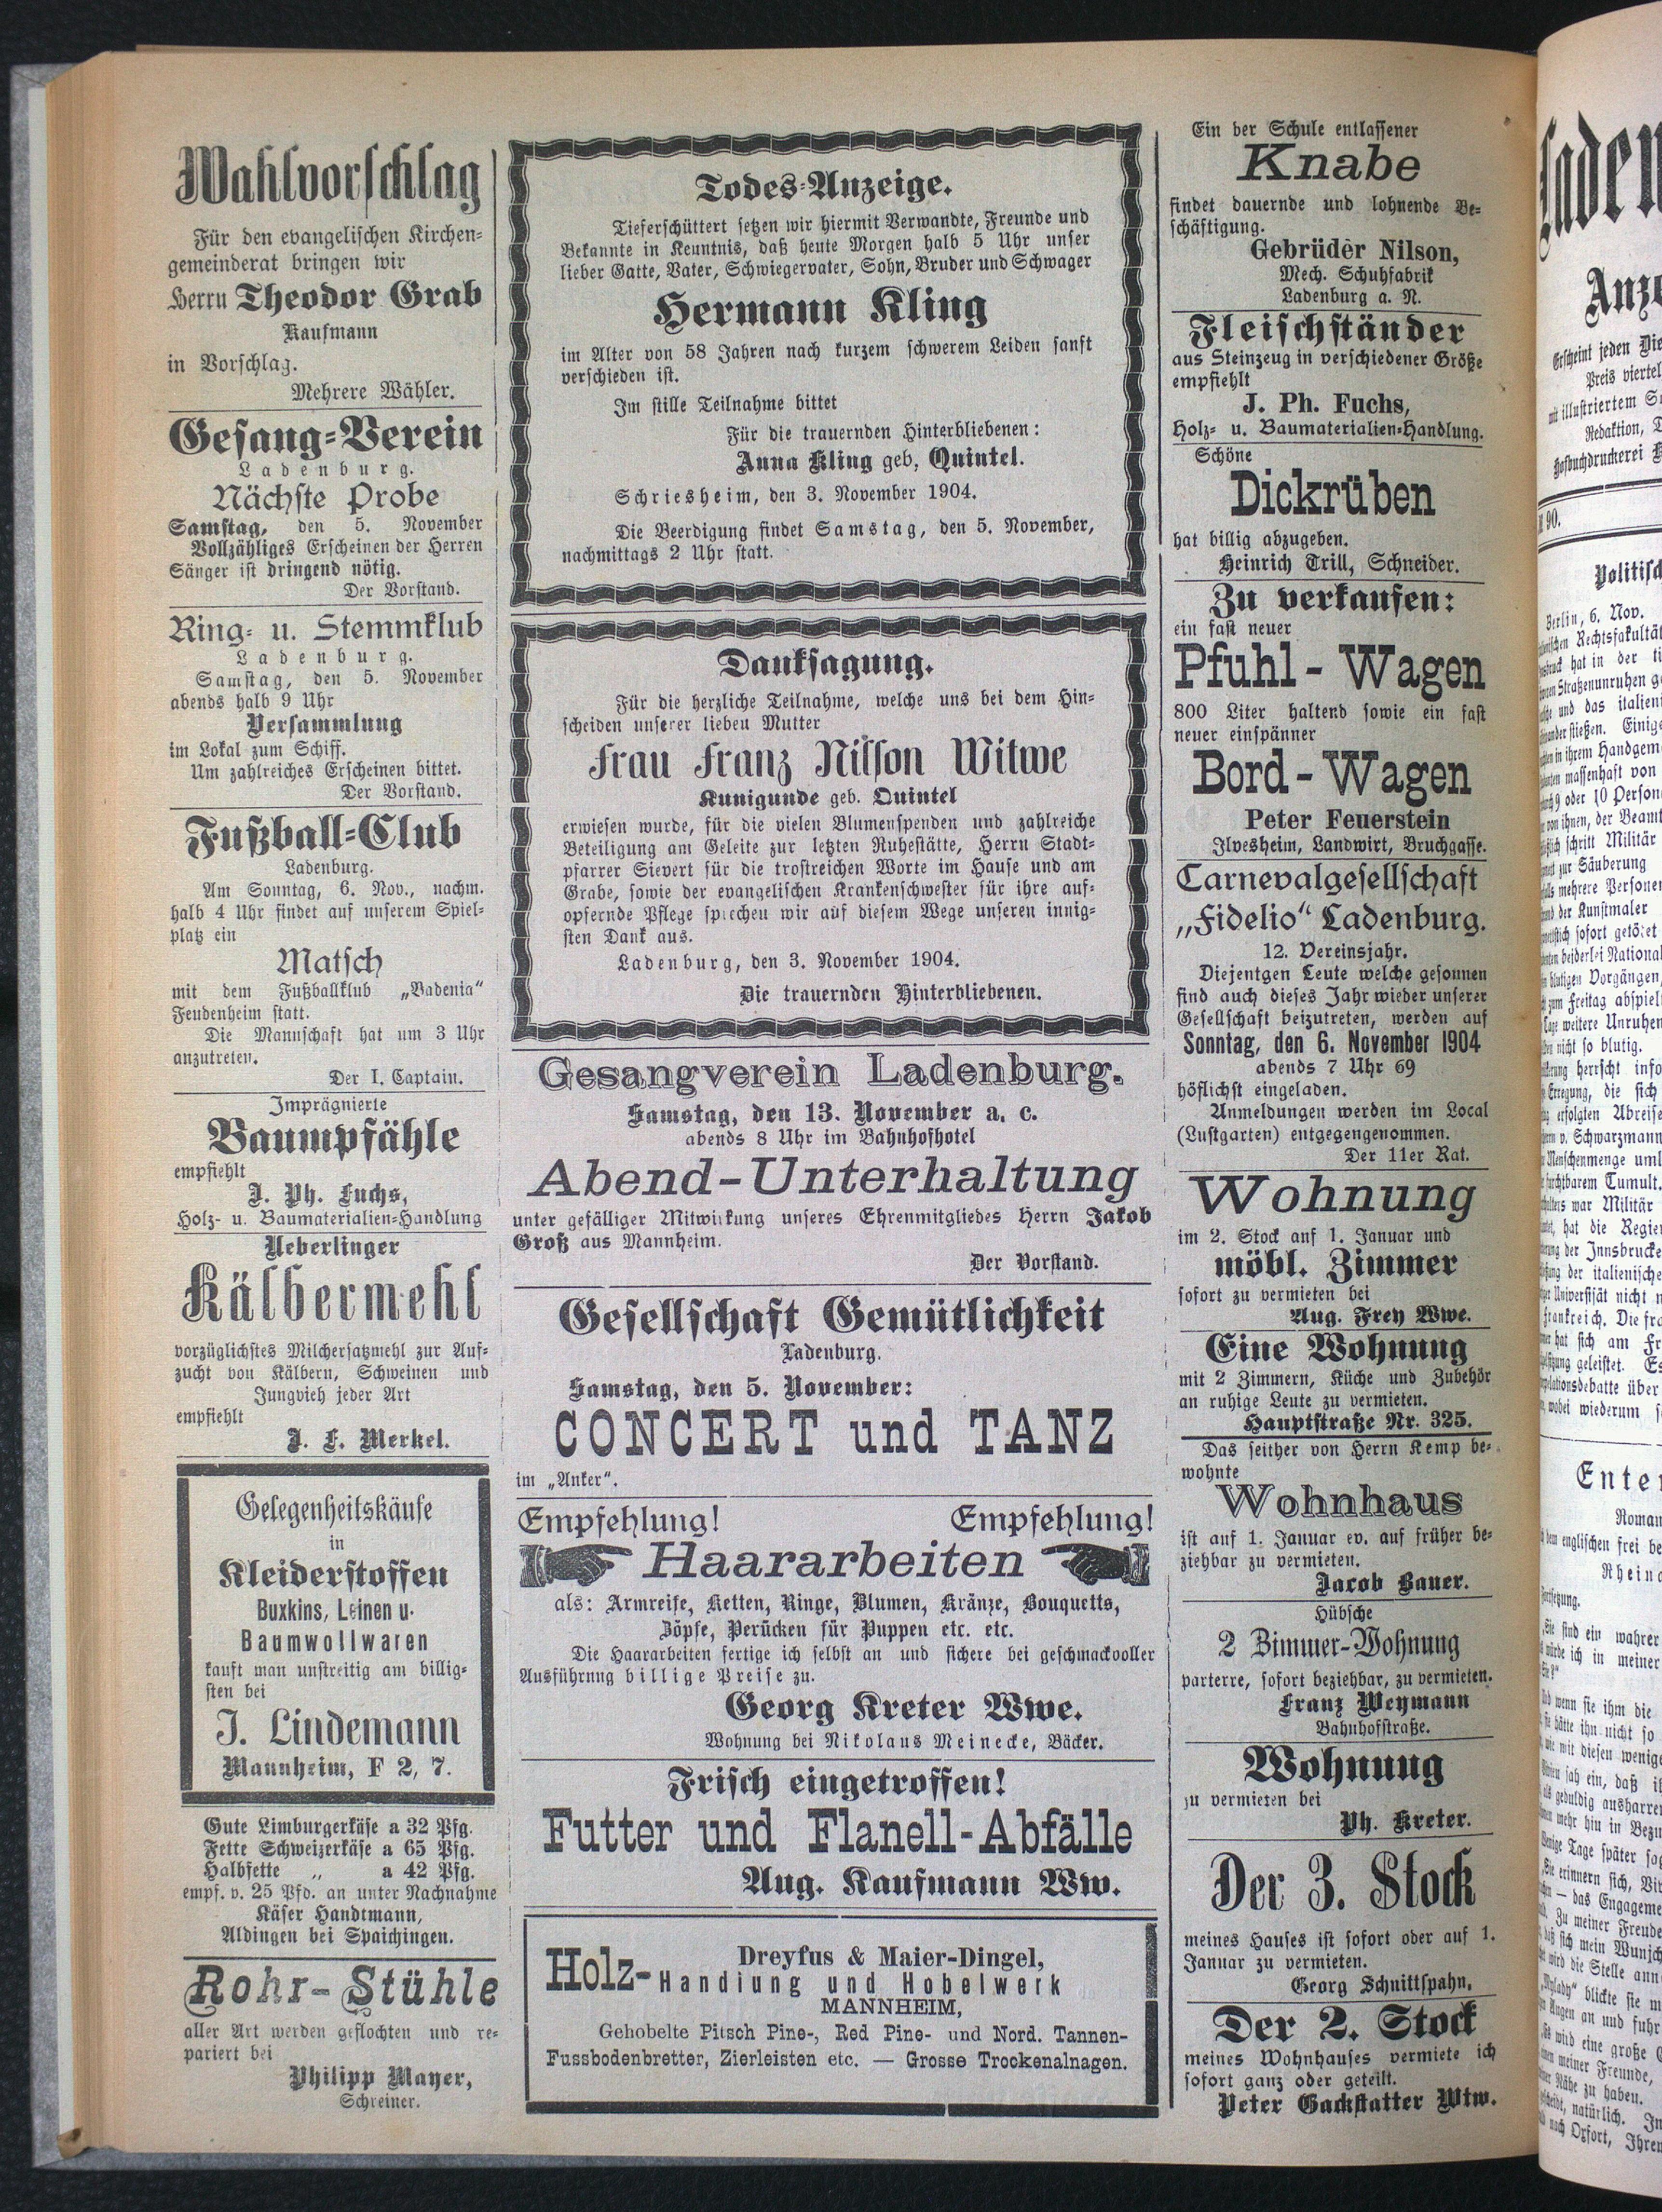 Wahlvorschlag
Für den evangelischen Kirchen-
gemeinderat bringen wir
Herrn Theodor Grab
Kaufmann
in Vorschlag.
Mehrere Wähler.
Gesang-Verein
Ladenburg.
Nächste Probe
Samstag, den 5. November
Vollzähliges Erscheinen der Herren
Sänger ist dringend nötig.
Der Vorstand.
Ring- u. Stemmklub
Ladenburg.
Samstag, den 5. November
abends halb 9 Uhr
Versammlung
im Lokal zum Schiff.
Um zahlreiches Erscheinen bittet.
Der Vorstand.
Fußball-Club
Ladenburg.
Am Sonntag, 6. Nov., nachm.
halb 4 Uhr findet auf unserem Spiel-
platz ein
Matsch
mit dem Fußballklub „Badenia“
Feudenheim statt.
Die Mannschaft hat um 3 Uhr
anzutreten.
Der I. Captain.
Imprägnierte
Baumpfähle
empfiehlt
J. Ph. Fuchs,
Holz- u. Baumaterialien-Handlung
Ueberlinger
Kälbermehl
vorzüglichstes Milchersatzmehl zur Auf-
zucht von Kälbern, Schweinen und
Jungvieh jeder Art
empfiehlt
J. F. Merkel.
Gelegenheitskäufe
in
Kleiderstoffen
Buxkins, Leinen u.
Baumwollwaren
kauft man unstreitig am billig-
sten bei
J. Lindemann
Mannheim, F 2, 7.
Gute Limburgerkäse a 32 Pfg.
Fette Schweizerkäse a 65 Pfg.
Halbfette „ a 42 Pfg.
empf. v. 25 Pfd. an unter Nachnahme
Käser Handtmann,
Aldingen bei Spaichingen.
Rohr-Stühle
aller Art werden geflochten und re-
pariert bei
Philipp Mayer,
Schreiner.
Todes-Anzeige.
Tieferschüttert setzen wir hiermit Verwandte, Freunde und
Bekannte in Keuntnis, daß heute Morgen halb 5 Uhr unser
lieber Gatte, Vater, Schwiegervater, Sohn, Bruder und Schwager
Hermann Kling
im Alter von 58 Jahren nach kurzem schwerem Leiden sanft
verschieden ist.
Im stille Teilnahme bittet
Für die trauernden Hinterbliebenen:
Anna Kling geb. Quintel.
Schriesheim, den 3. November 1904.
Die Beerdigung findet Samstag, den 5. November,
nachmittags 2 Uhr statt.
Danksagung.
Für die herzliche Teilnahme, welche uns bei dem Hin-
scheiden unserer lieben Mutter
Frau Franz Nilson Witwe
Kunigunde geb. Quintel
erwiesen wurde, für die vielen Blumenspenden und zahlreiche
Beteiligung am Geleite zur letzten Ruhestätte, Herrn Stadt-
pfarrer Sievert für die trostreichen Worte im Hause und am
Grabe, sowie der evangelischen Krankenschwester für ihre auf-
opfernde Pflege sprechen wir auf diesem Wege unseren innig-
sten Dank aus.
Ladenburg, den 3. November 1904.
Die trauernden Hinterbliebenen.
Gesangverein Ladenburg.
Samstag, den 13. November a. c.
abends 8 Uhr im Bahnhofhotel
Abend-Unterhaltung
unter gefälliger Mitwirkung unseres Ehrenmitgliedes Herrn Jakob
Groß aus Mannheim.
Der Vorstand.
Gesellschaft Gemütlichkeit
Ladenburg.
Samstag, den 5. November:
CONCERT und TANZ
im „Anker“.
Empfehlung! Empfehlung!
Haararbeiten
als: Armreife, Ketten, Ringe, Blumen, Kränze, Bouquetts,
Zöpfe, Perücken für Puppen etc. etc.
Die Haararbeiten fertige ich selbst an und sichere bei geschmackvoller
Ausführung billige Preise zu.
Georg Kreter Wwe.
Wohnung bei Nikolaus Meinecke, Bäcker.
Frisch eingetroffen!
Futter und Flanell-Abfälle
Aug. Kaufmann Ww.
Dreyfus & Maier-Dingel,
Holz-Handlung und Hobelwerk
MANNHEIM,
Gehobelte Pitsch Pine-, Red Pine- und Nord. Tannen-
Fussbodenbretter, Zierleisten etc. — Grosse Trockenalnagen.
Ein der Schule entlassener
Knabe
findet dauernde und lohnende Be-
schäftigung.
Gebrüder Nilson,
Mech. Schuhfabrik
Ladenburg a. N.
Fleischständer
aus Steinzeug in verschiedener Größe
empfiehlt
J. Ph. Fuchs,
Holz- u. Baumaterialien-Handlung.
Schöne
Dickrüben
hat billig abzugeben.
Heinrich Trill, Schneider.
Zu verkaufen:
ein fast neuer
Pfuhl-Wagen
800 Liter haltend sowie ein fast
neuer einspänner
Bord-Wagen
Peter Feuerstein
Ilvesheim, Landwirt, Bruchgasse.
Carnevalgesellschaft
„Fidelio“ Ladenburg.
12. Vereinsjahr.
Diejentgen Leute welche gesonnen
sind auch dieses Jahr wieder unserer
Gesellschaft beizutreten, werden auf
Sonntag, den 6. November 1904
abends 7 Uhr 69
höflichst eingeladen.
Anmeldungen werden im Local
(Lustgarten) entgegengenommen.
Der 11er Rat.
Wohnung
im 2. Stock auf 1. Januar und
möbl. Zimmer
sofort zu vermieten bei
Aug. Frey Wwe.
Eine Wohnung
mit 2 Zimmern, Küche und Zubehör
an ruhige Leute zu vermieten.
Hauptstraße Nr. 325.
Das seither von Herrn Kemp be-
wohnte
Wohnhaus
ist auf 1. Januar ev. auf früher be-
ziehbar zu vermieten.
Jacob Bauer.
Hübsche
2 Zimmer-Wohnung
parterre, sofort beziehbar, zu vermieten.
Franz Weymann
Bahnhofstraße.
Wohnung
zu vermieten bei
Ph. Kreter.
Der 3. Stock
meines Hauses ist sofort oder auf 1.
Januar zu vermieten.
Georg Schnittspahn.
Der 2. Stock
meines Wohnhauses vermiete ich
sofort ganz oder geteilt.
Peter Gackstatter Wtw.